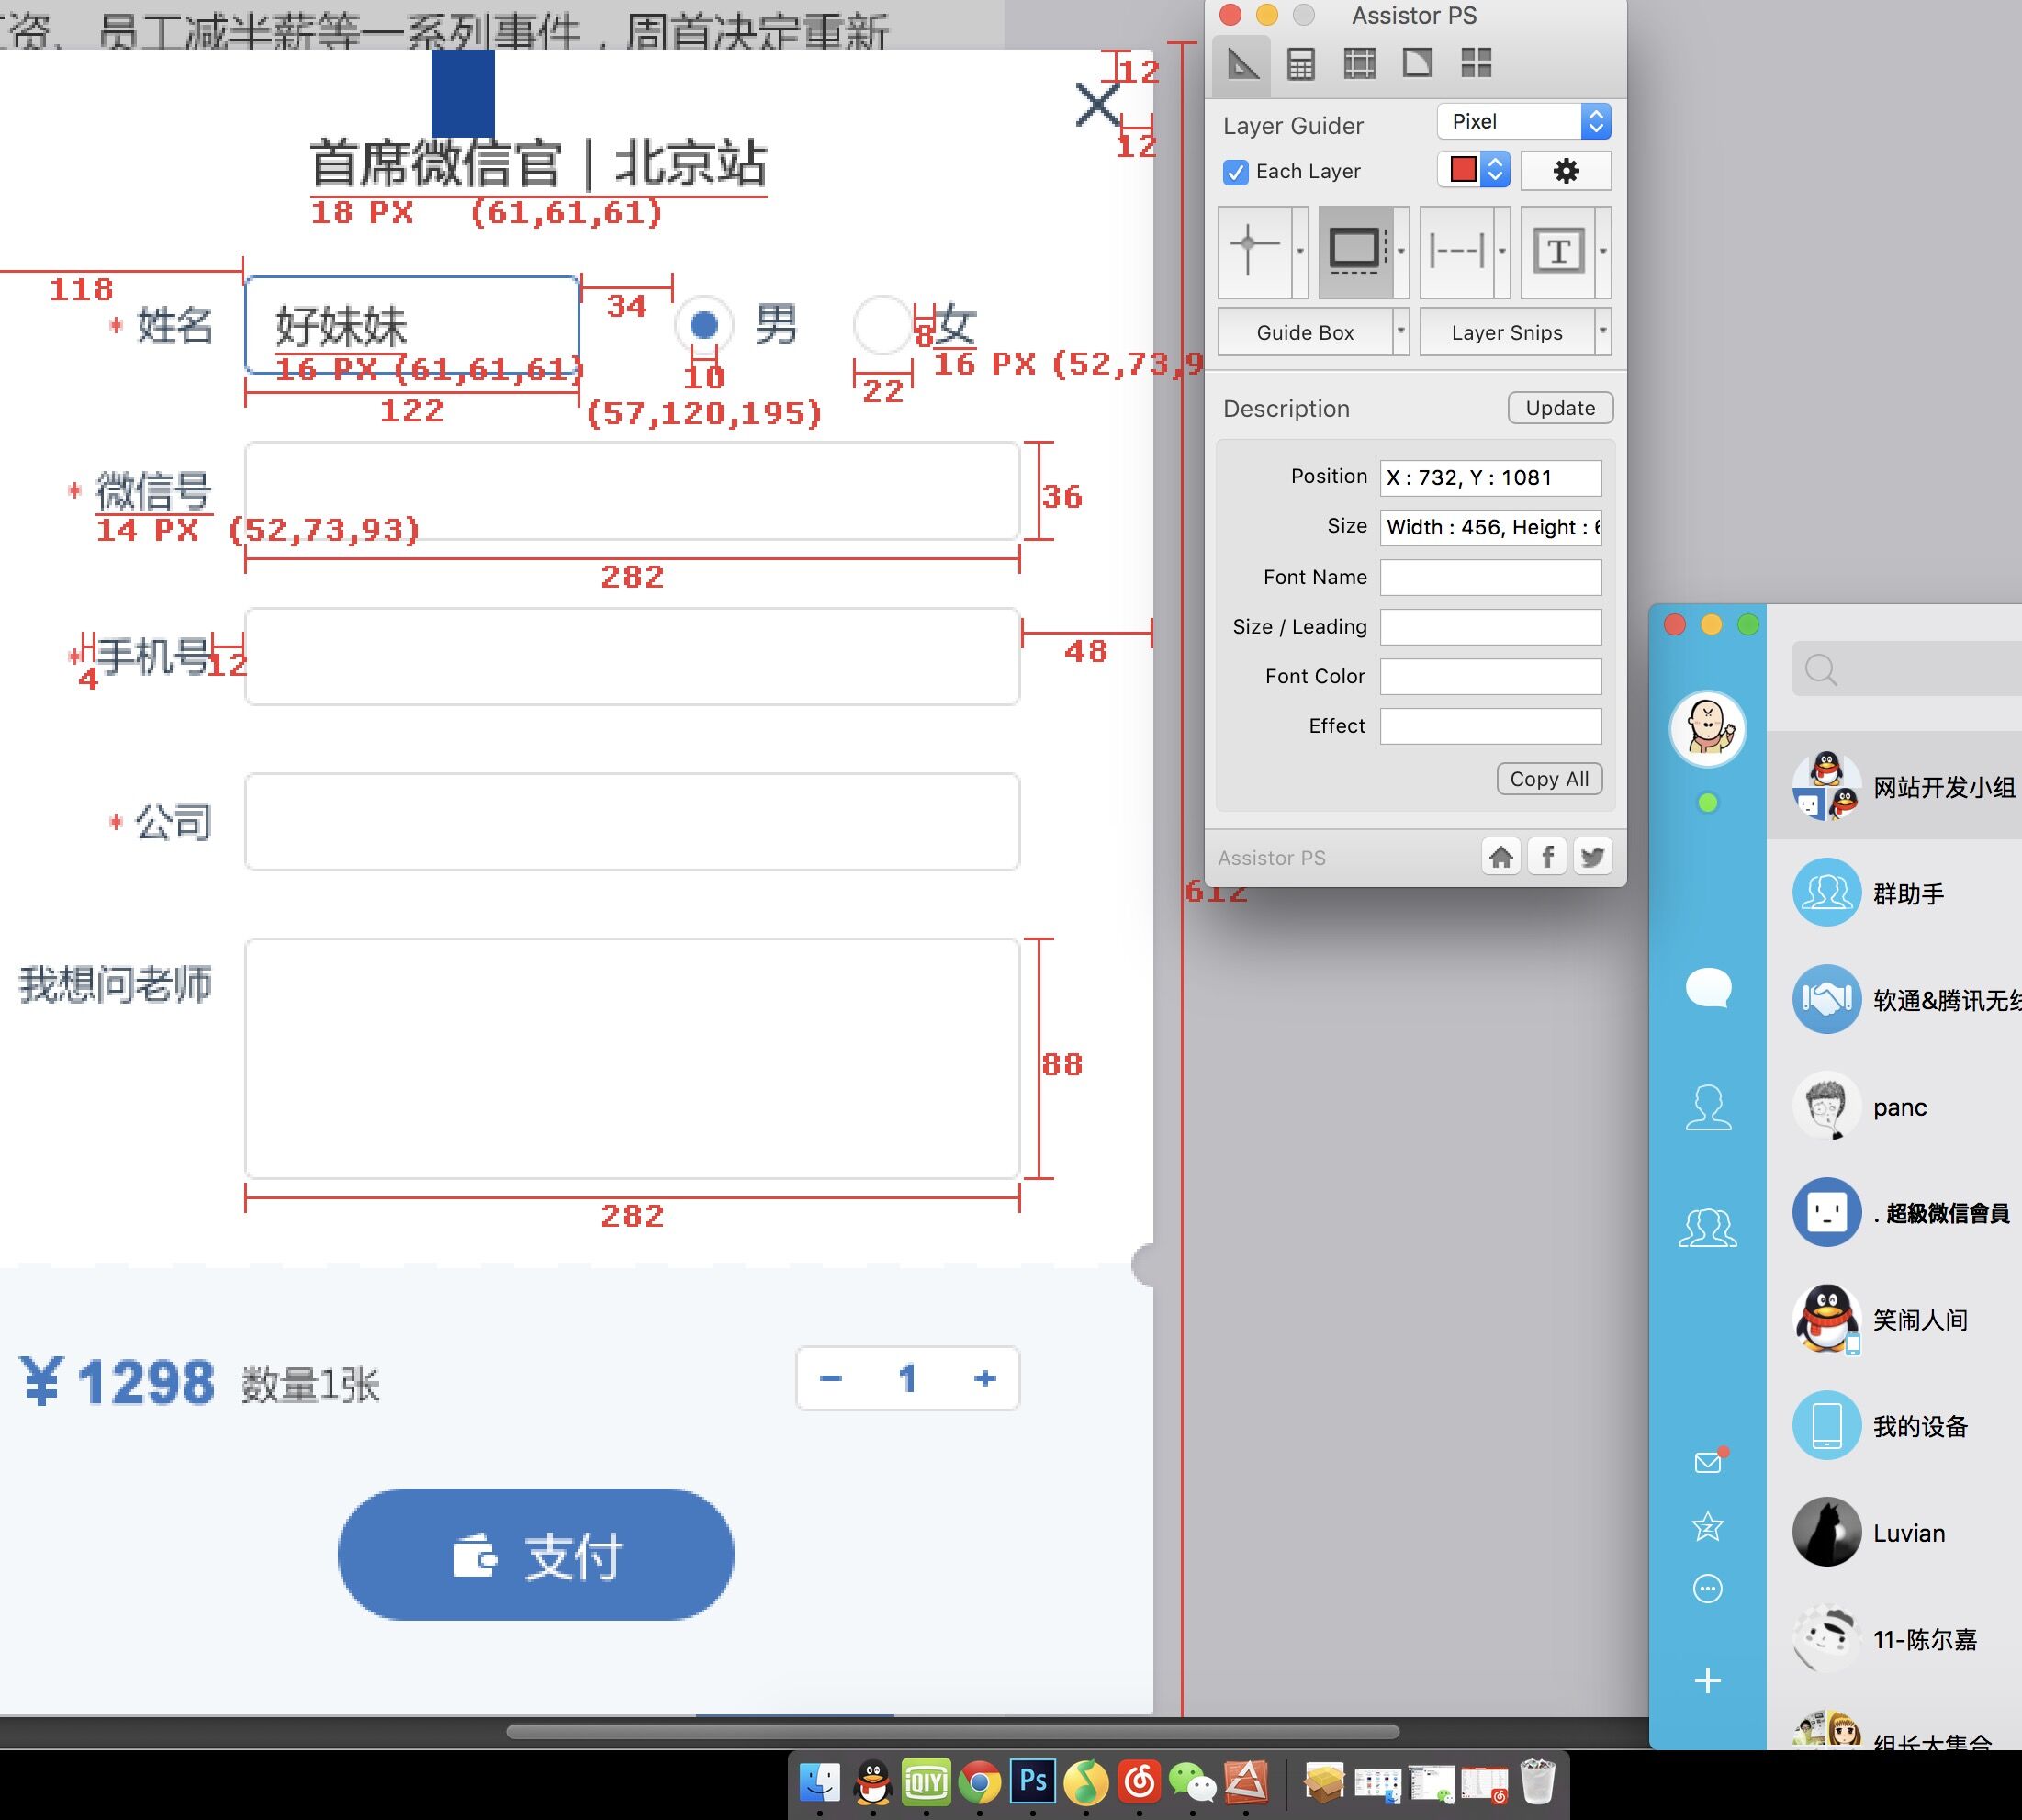 资、员工减半薪等一系列事件，周首决定重新
12
12
首席微信官 | 北京站
18 PX (61,61,61)
118
* 姓名
好妹妹
34
男
8
女
16 PX (61,61,61)
10
22
16 PX (52,73,9
122
(57,120,195)
* 微信号
14 PX (52,73,93)
36
282
* 手机号
4
12
48
* 公司
612
我想问老师
88
282
¥ 1298 数量1张
− 1 +
支付
Assistor PS
Layer Guider
Pixel
Each Layer
T
Guide Box
Layer Snips
Description
Update
Position
X : 732, Y : 1081
Size
Width : 456, Height : 6
Font Name
Size / Leading
Font Color
Effect
Copy All
Assistor PS
网站开发小组
群助手
软通&腾讯无线
panc
. 超級微信會員
笑闹人间
我的设备
Luvian
11-陈尔嘉
组长大集合
iQIYI
Ps